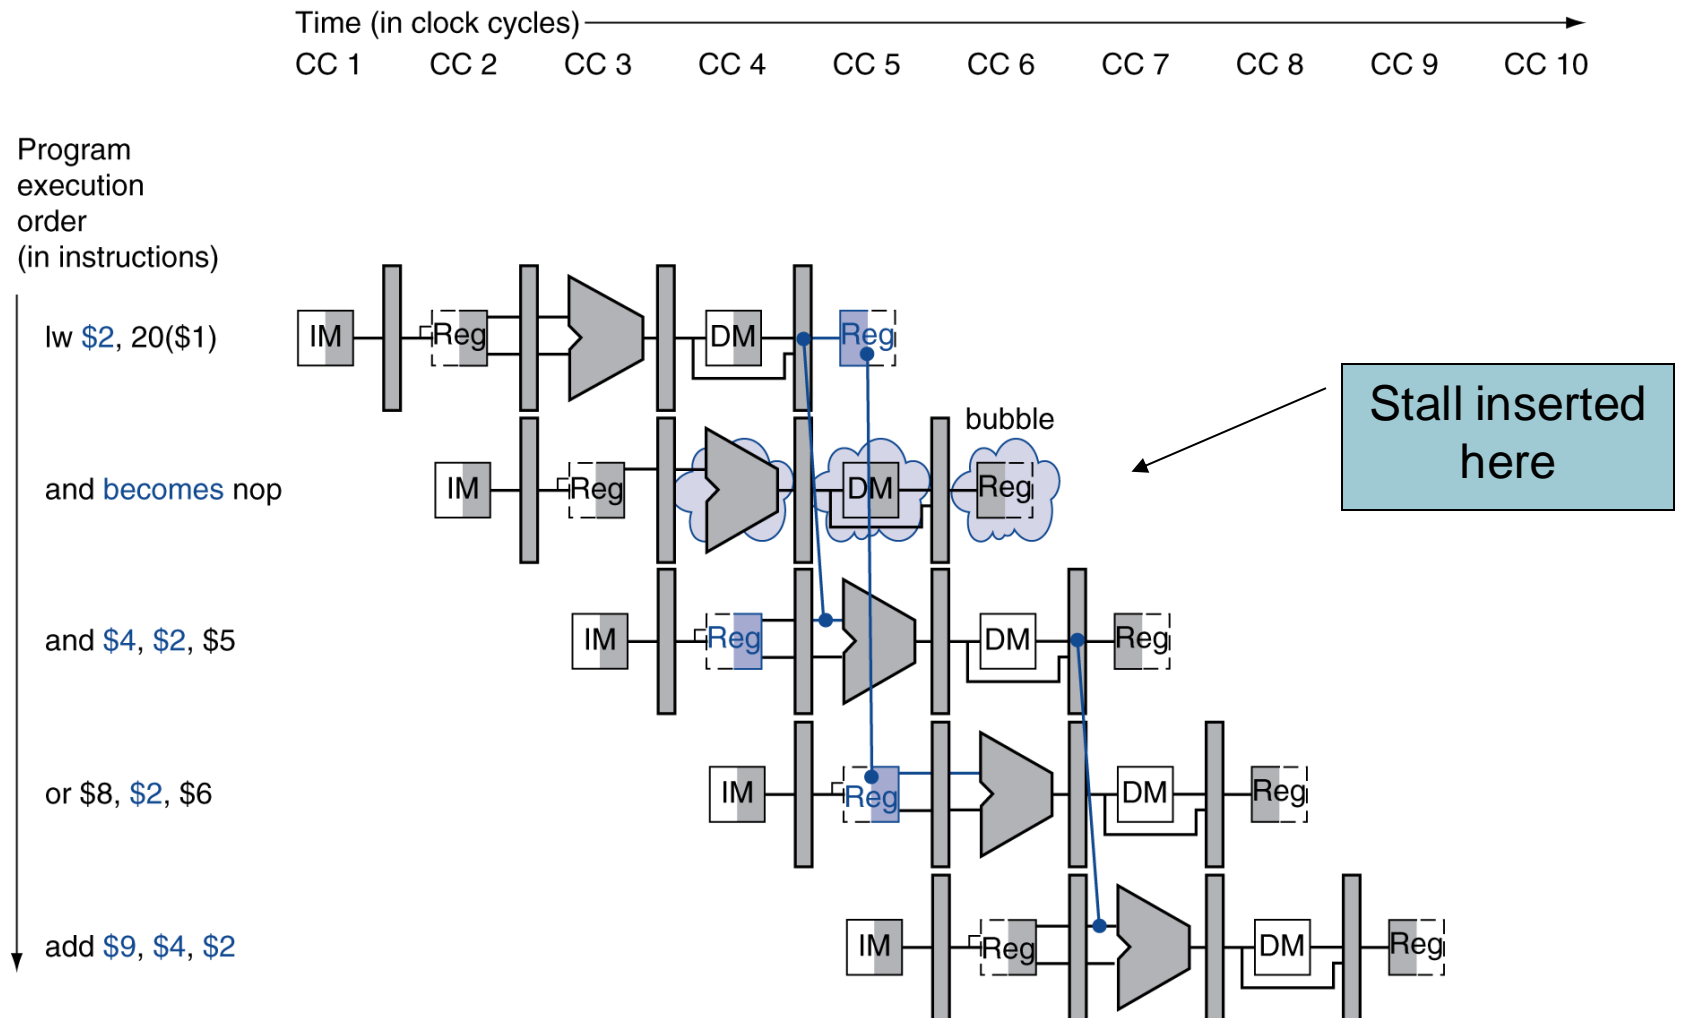 Time (in clock cycles)
CC 1 CC 2 CC 3 CC 4 CC 5 CC 6 CC 7 CC 8 CC 9 CC 10
Program
execution
order
(in instructions)
lw $2, 20($1)
IM Reg DM Reg
Stall inserted
here
bubble
and becomes nop
IM Reg DM Reg
and $4, $2, $5
IM Reg DM Reg
or $8, $2, $6
IM Reg DM Reg
add $9, $4, $2
IM Reg DM Reg